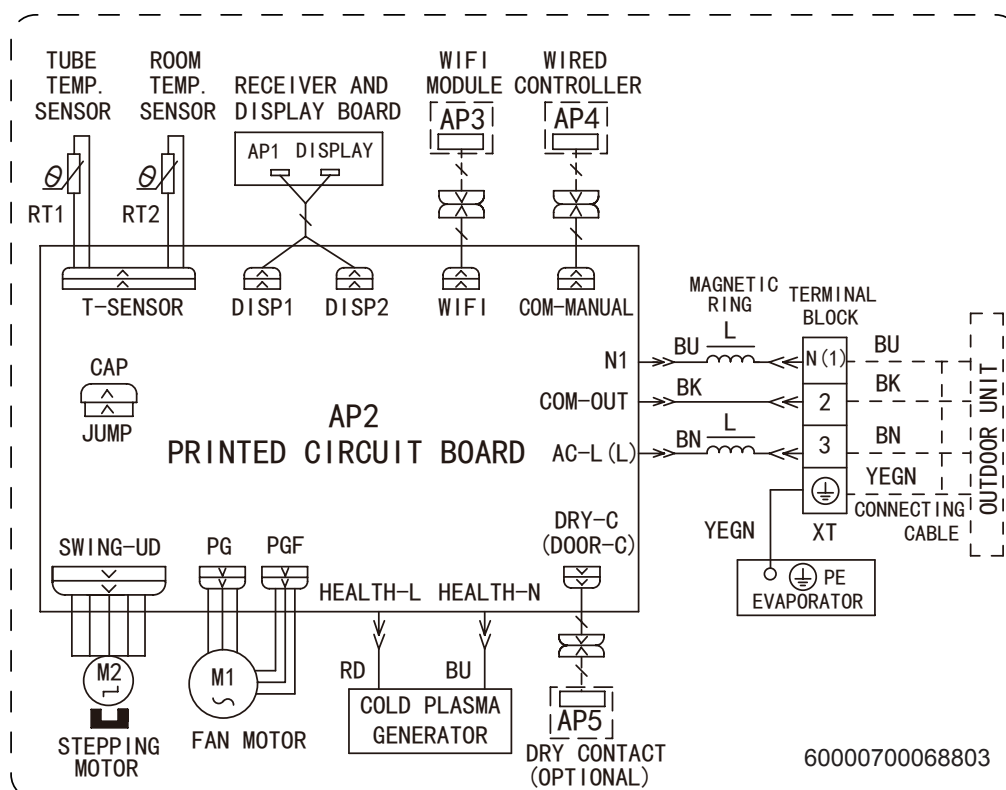 TUBE
TEMP.
SENSOR
ROOM
TEMP.
SENSOR
RECEIVER AND
DISPLAY BOARD
WIFI
MODULE
WIRED
CONTROLLER
AP1 DISPLAY
AP3
AP4
θ
RT1
θ
RT2
T-SENSOR
DISP1
DISP2
WIFI
COM-MANUAL
MAGNETIC
RING
TERMINAL
BLOCK
CAP
JUMP
AP2
PRINTED CIRCUIT BOARD
N1
BU
L
N(1)
BU
COM-OUT
BK
2
BK
AC-L(L)
BN
L
3
BN
YEGN
OUTDOOR UNIT
CONNECTING
CABLE
XT
YEGN
PE
EVAPORATOR
SWING-UD
PG
PGF
HEALTH-L
HEALTH-N
DRY-C
(DOOR-C)
M2
STEPPING
MOTOR
M1
FAN MOTOR
RD
BU
COLD PLASMA
GENERATOR
AP5
DRY CONTACT
(OPTIONAL)
60000700068803